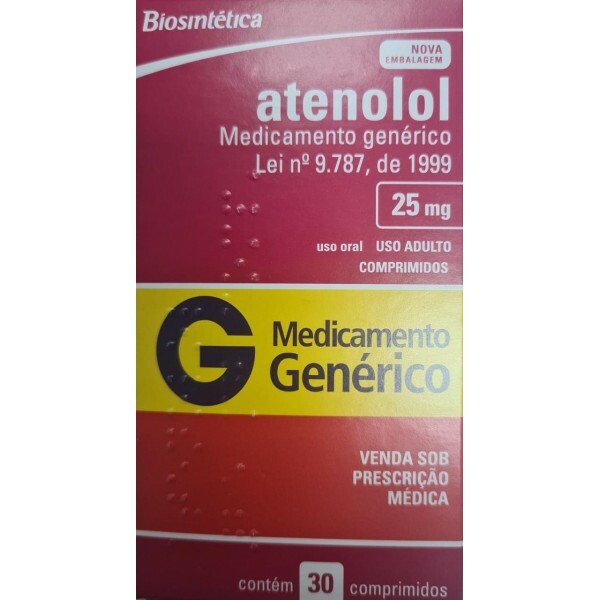 Biosintética
NOVA
EMBALAGEM
atenolol
Medicamento genérico
Lei nº 9.787, de 1999
25 mg
uso oral USO ADULTO
COMPRIMIDOS
G
Medicamento
Genérico
VENDA SOB
PRESCRIÇÃO
MÉDICA
contém 30 comprimidos